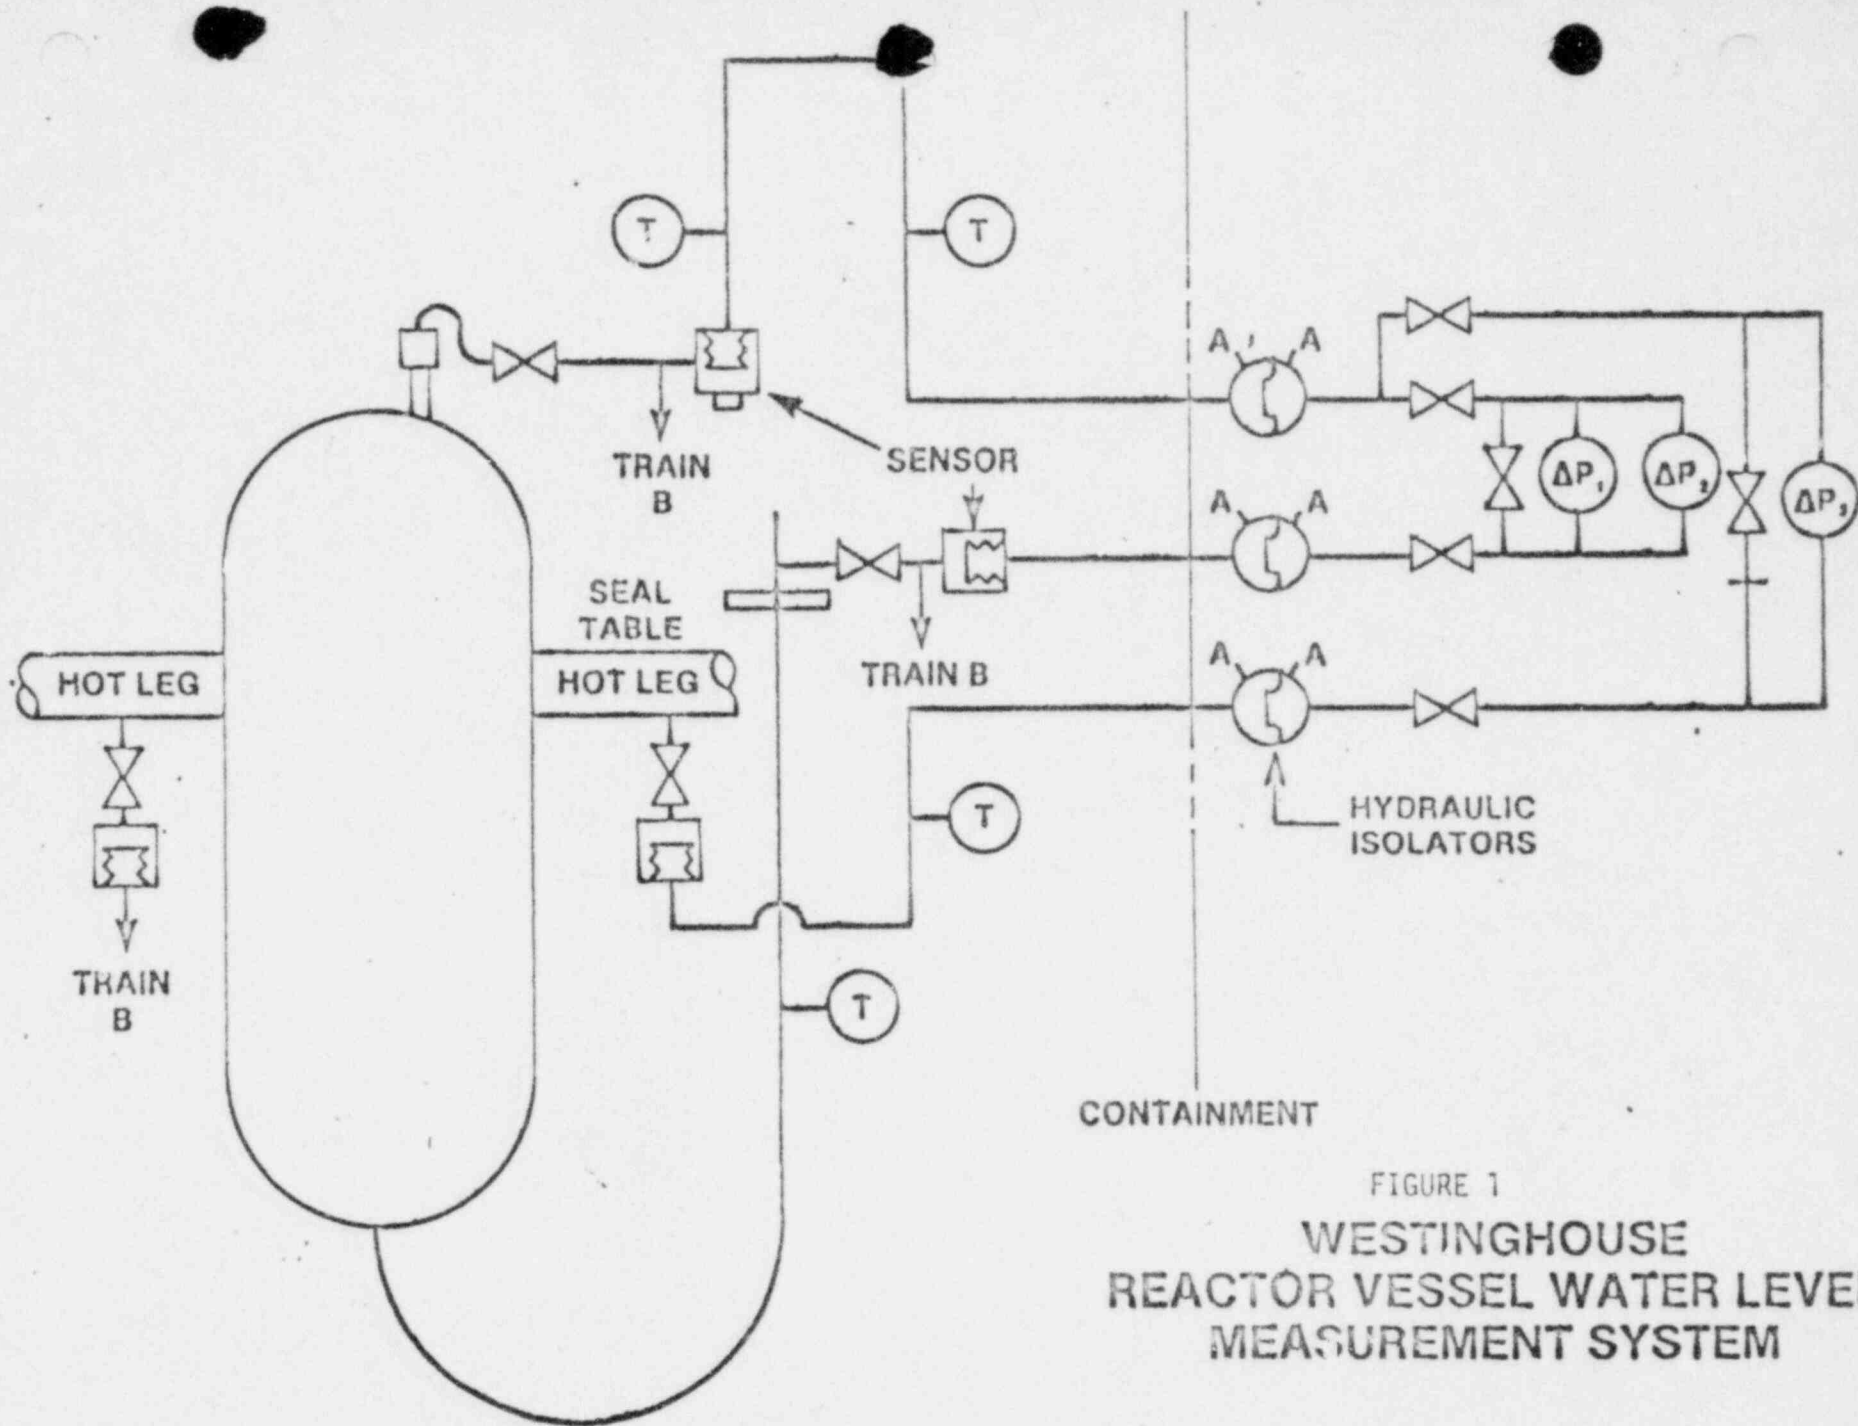 T
T
A A
TRAIN
B
SENSOR
ΔP₁
ΔP₂
ΔP₃
A A
SEAL
TABLE
HOT LEG
HOT LEG
TRAIN B
A A
T
HYDRAULIC
ISOLATORS
TRAIN
B
T
CONTAINMENT
FIGURE 1
WESTINGHOUSE
REACTOR VESSEL WATER LEVE
MEASUREMENT SYSTEM